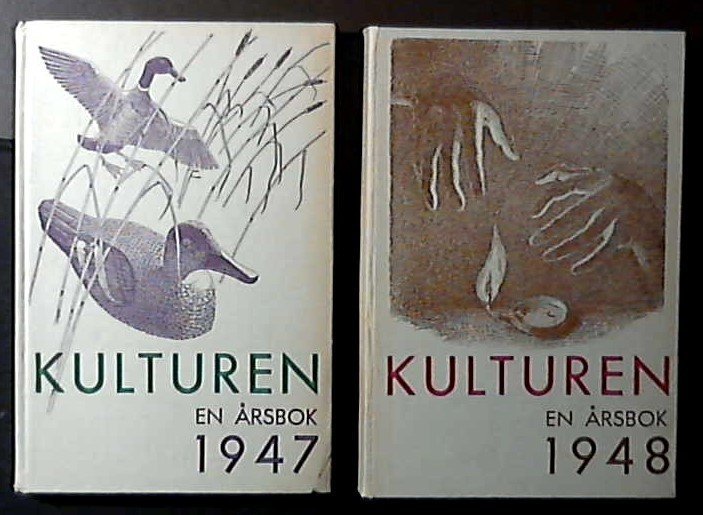 KULTUREN
EN ÅRSBOK
1947
KULTUREN
EN ÅRSBOK
1948